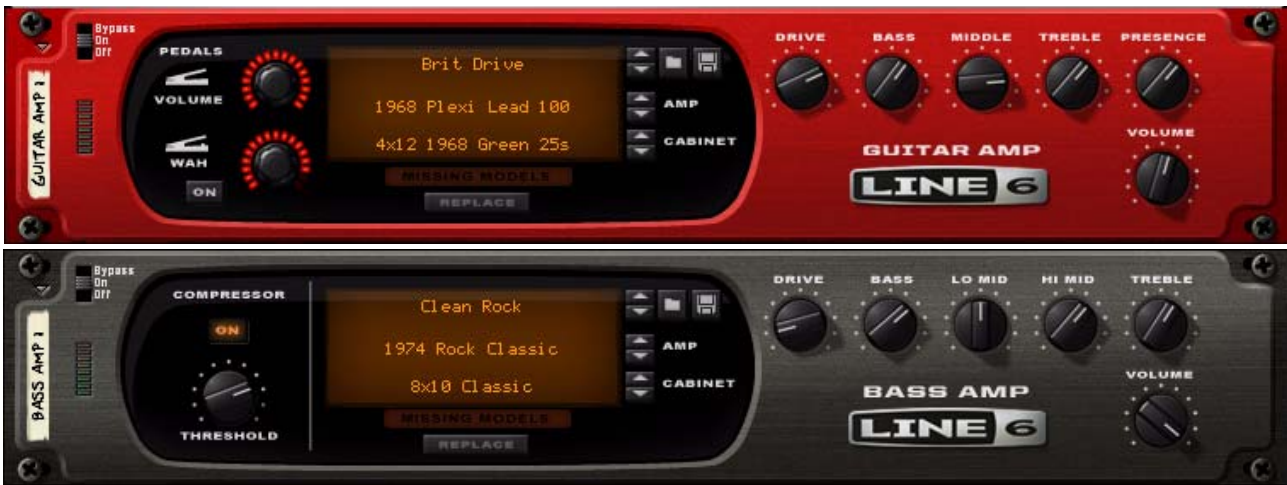 Bypass
On
Off
PEDALS
VOLUME
WAH
ON
GUITAR AMP 1
Brit Drive
1968 Plexi Lead 100
4x12 1968 Green 25s
MISSING MODELS
REPLACE
AMP
CABINET
DRIVE BASS MIDDLE TREBLE PRESENCE
VOLUME
GUITAR AMP
LINE 6
Bypass
On
Off
COMPRESSOR
ON
THRESHOLD
BASS AMP 1
Clean Rock
1974 Rock Classic
8x10 Classic
MISSING MODELS
REPLACE
AMP
CABINET
DRIVE BASS LO MID HI MID TREBLE
VOLUME
BASS AMP
LINE 6